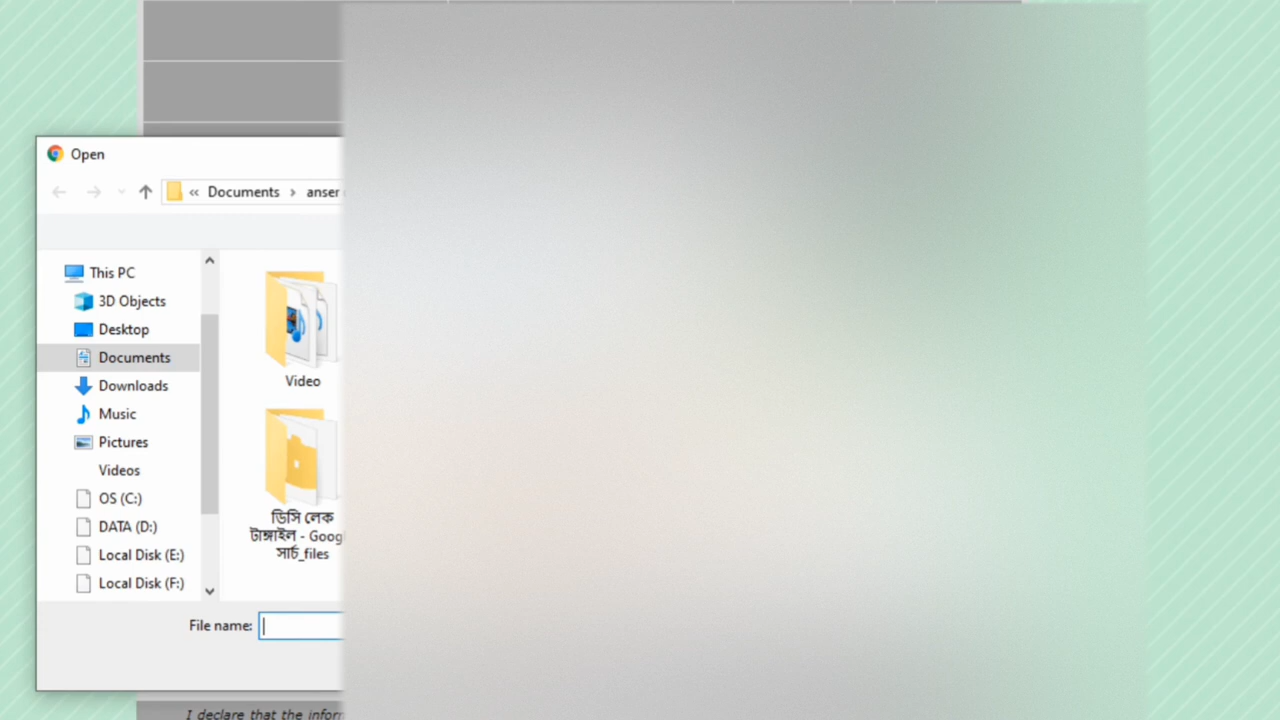 Open
« Documents › anser
This PC
3D Objects
Desktop
Documents
Downloads
Music
Pictures
Videos
OS (C:)
DATA (D:)
Local Disk (E:)
Local Disk (F:)
Video
ডিসি লেক
টাঙ্গাইল - Goog
সার্চ_files
File name:
I declare that the infor